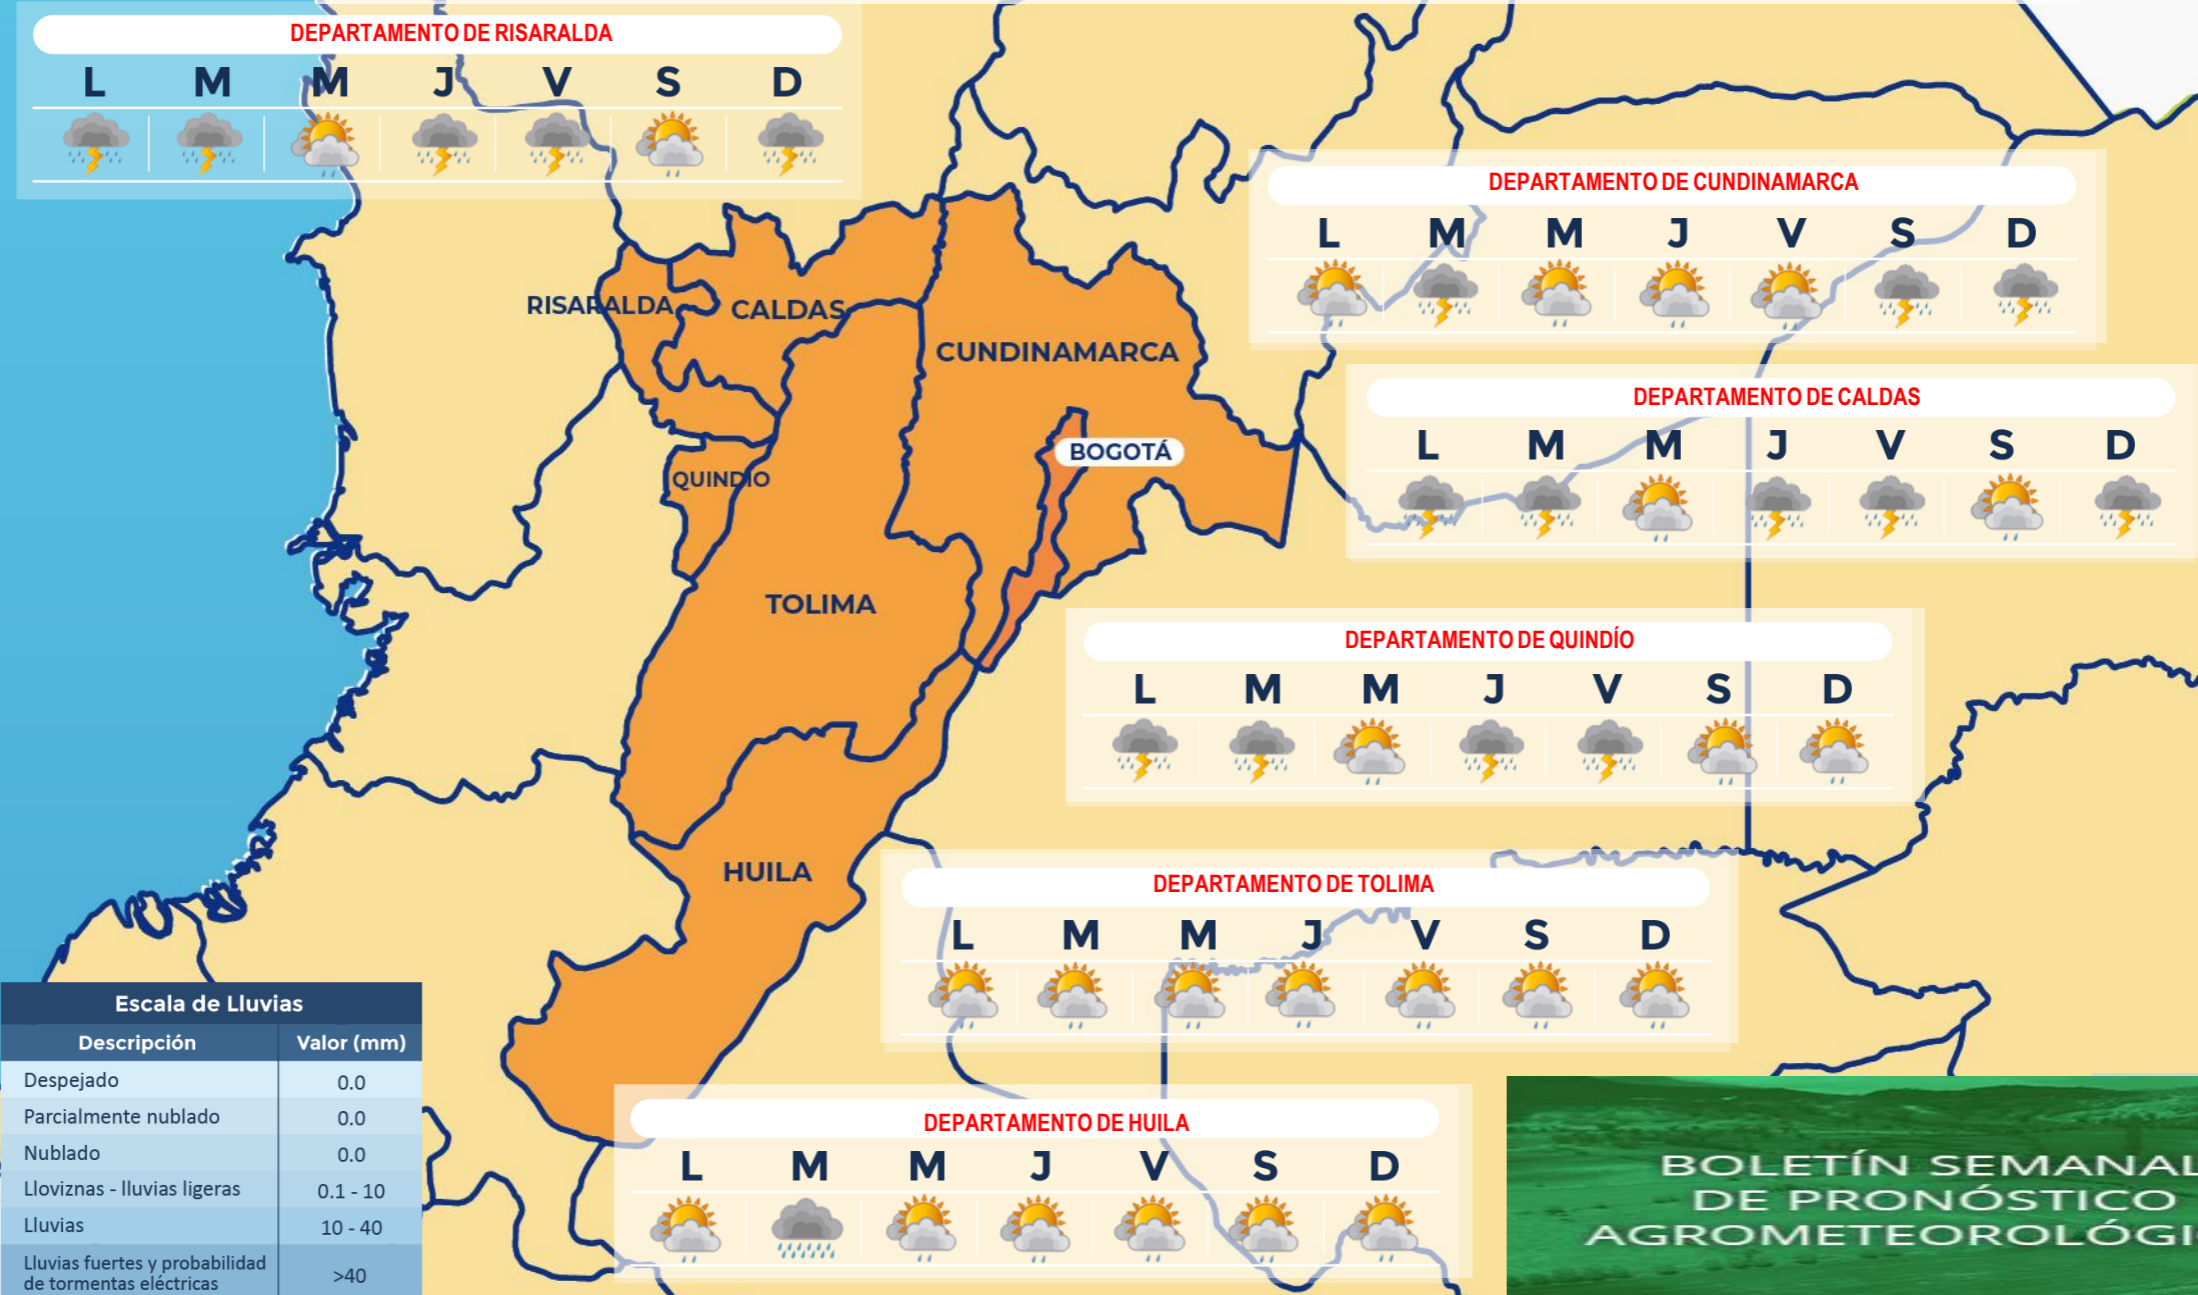 DEPARTAMENTO DE RISARALDA
L M M J V S D
DEPARTAMENTO DE CUNDINAMARCA
L M M J V S D
RISARALDA
CALDAS
CUNDINAMARCA
DEPARTAMENTO DE CALDAS
L M M J V S D
BOGOTÁ
QUINDIO
TOLIMA
DEPARTAMENTO DE QUINDÍO
L M M J V S D
HUILA
DEPARTAMENTO DE TOLIMA
L M M J V S D
Escala de Lluvias
Descripción Valor (mm)
Despejado 0.0
Parcialmente nublado 0.0
Nublado 0.0
Lloviznas - lluvias ligeras 0.1 - 10
Lluvias 10 - 40
Lluvias fuertes y probabilidad
de tormentas eléctricas >40
DEPARTAMENTO DE HUILA
L M M J V S D
BOLETÍN SEMANAL
DE PRONÓSTICO
AGROMETEOROLÓGI